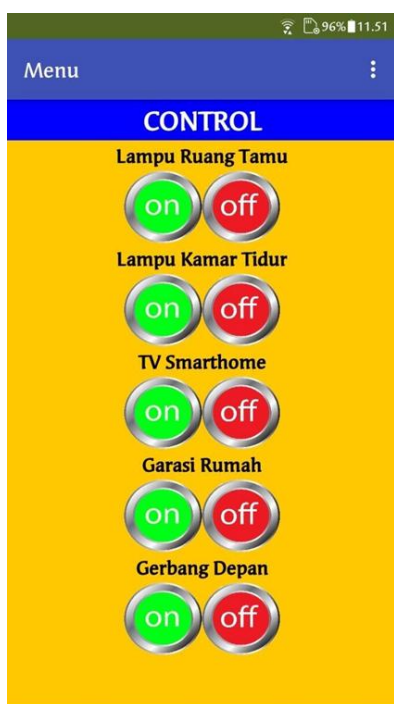 96% 11.51
Menu
CONTROL
Lampu Ruang Tamu
on off
Lampu Kamar Tidur
on off
TV Smarthome
on off
Garasi Rumah
on off
Gerbang Depan
on off